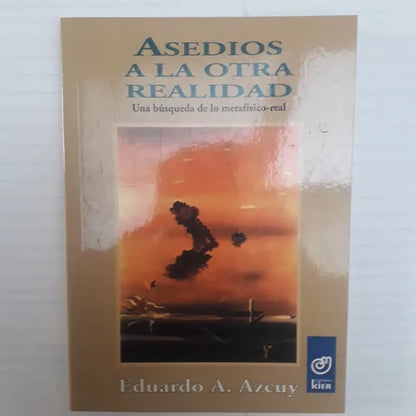 ASEDIOS
A LA OTRA
REALIDAD
Una búsqueda de lo metafísico-real
Eduardo A. Azcuy
KIER